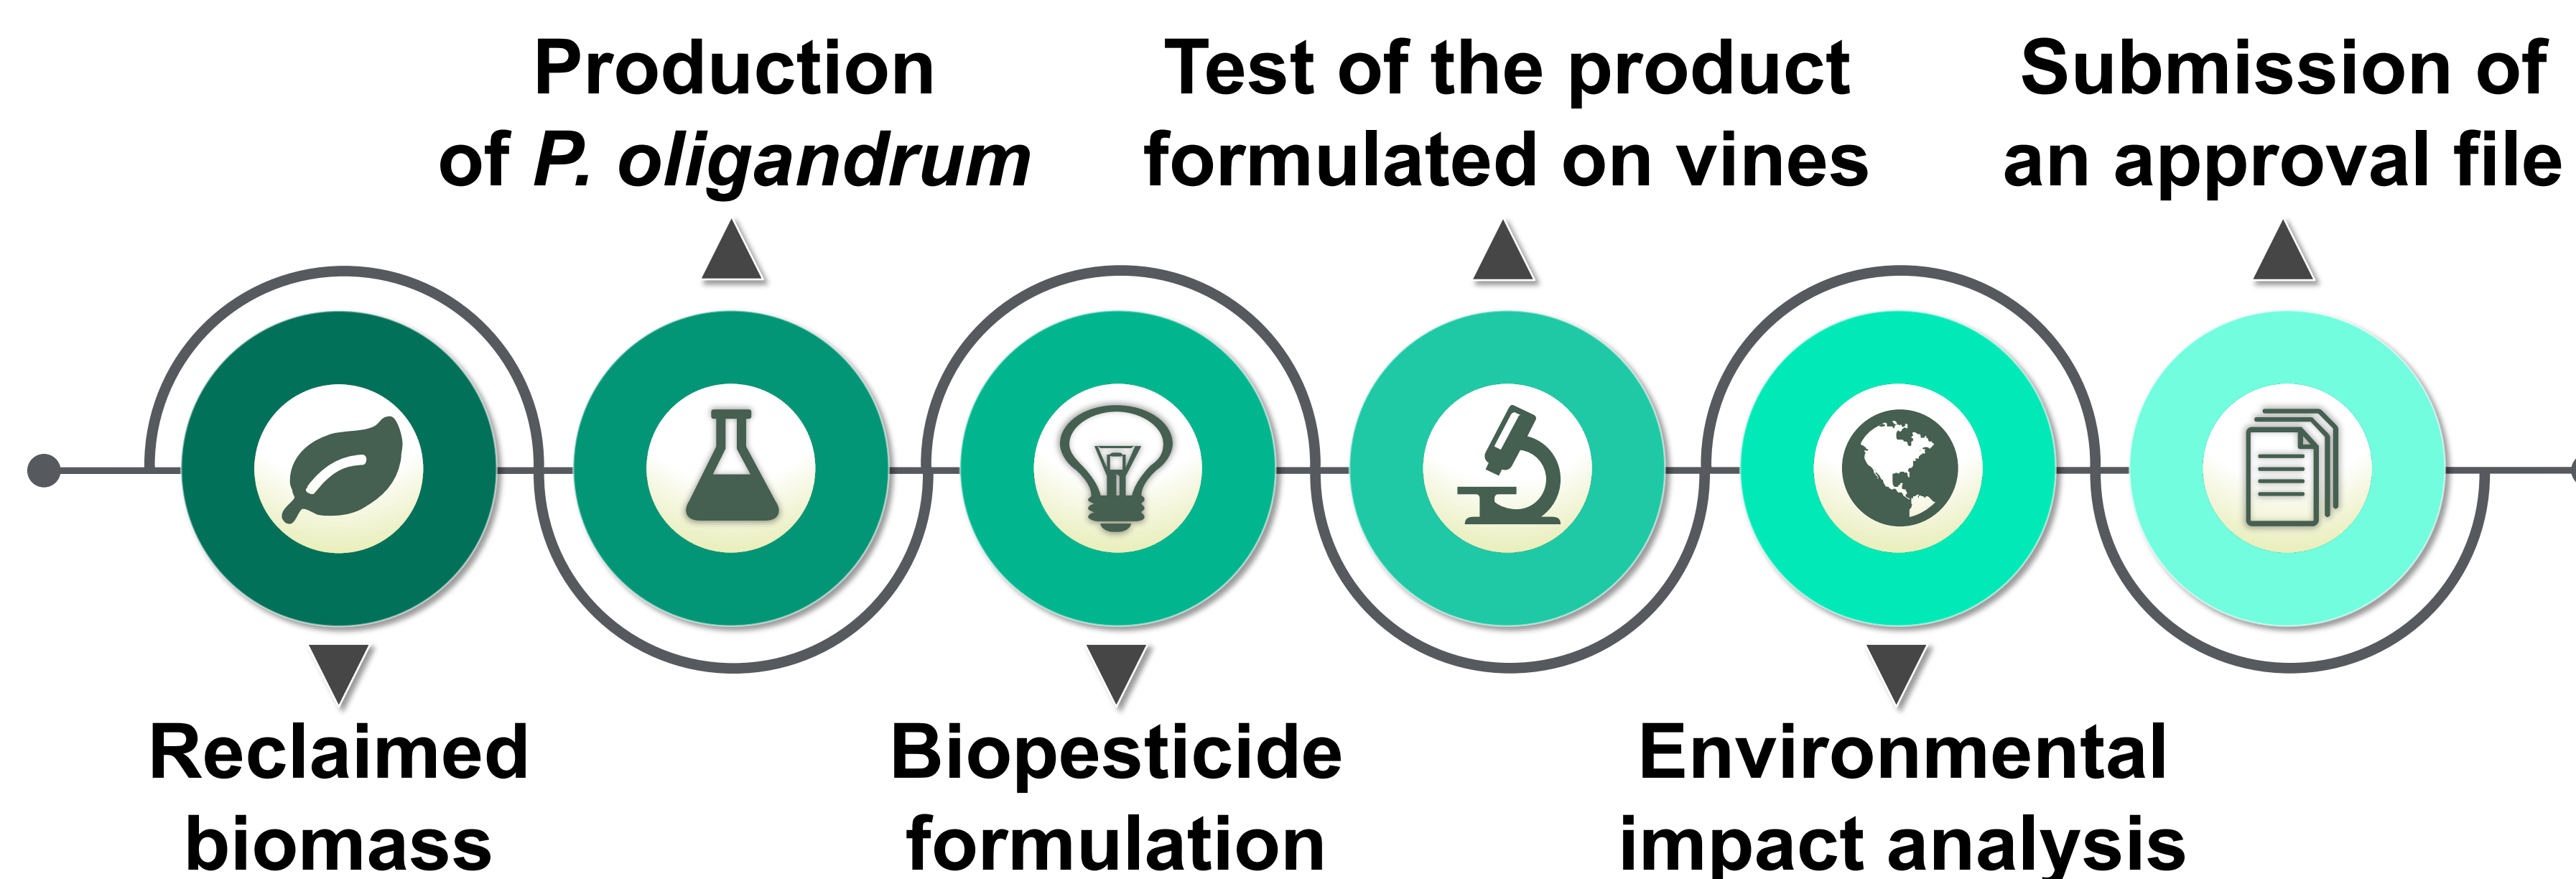 Production
of P. oligandrum
Test of the product
formulated on vines
Submission of
an approval file
Reclaimed
biomass
Biopesticide
formulation
Environmental
impact analysis